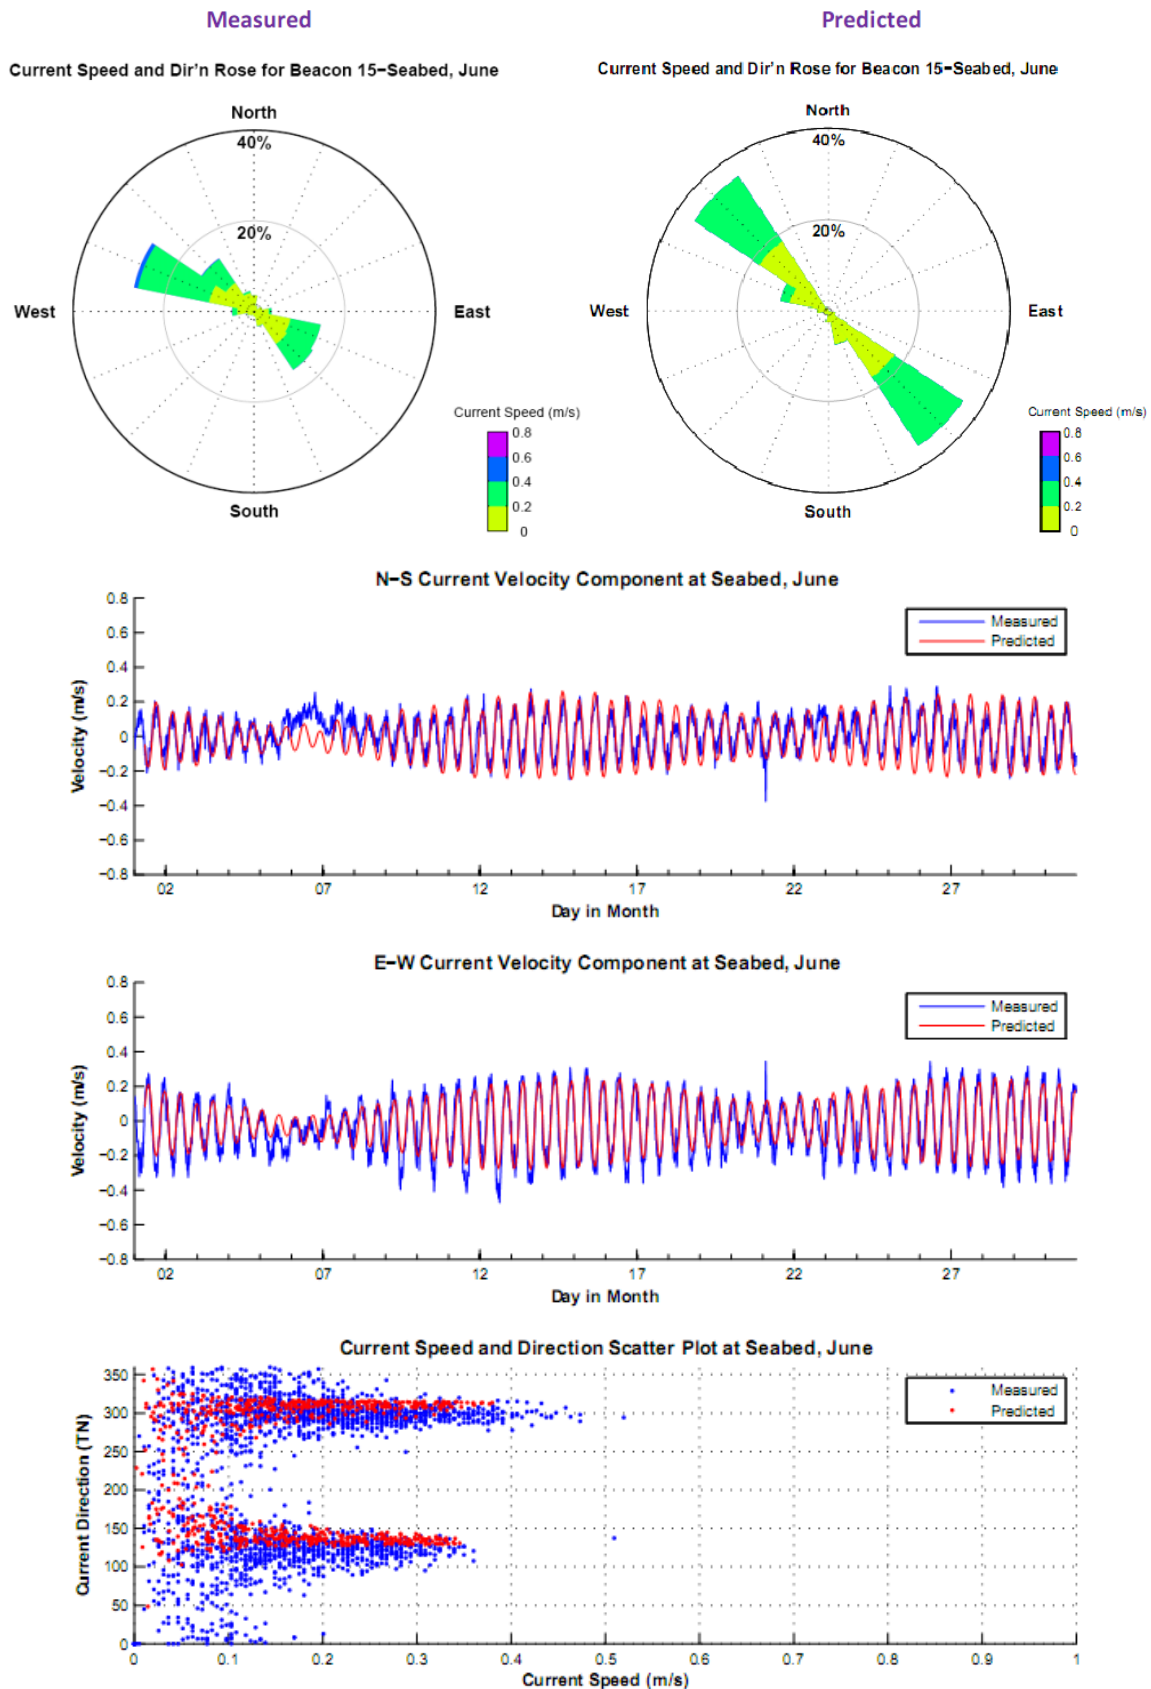 Measured
Predicted
Current Speed and Dir'n Rose for Beacon 15−Seabed, June
Current Speed and Dir'n Rose for Beacon 15−Seabed, June
North
40%
20%
West
East
South
Current Speed (m/s)
0.8
0.6
0.4
0.2
0
North
40%
20%
West
East
South
Current Speed (m/s)
0.8
0.6
0.4
0.2
0
N−S Current Velocity Component at Seabed, June
Measured
Predicted
Velocity (m/s)
0.8
0.6
0.4
0.2
0
−0.2
−0.4
−0.6
−0.8
02 07 12 17 22 27
Day in Month
E−W Current Velocity Component at Seabed, June
Measured
Predicted
Velocity (m/s)
0.8
0.6
0.4
0.2
0
−0.2
−0.4
−0.6
−0.8
02 07 12 17 22 27
Day in Month
Current Speed and Direction Scatter Plot at Seabed, June
Measured
Predicted
Current Direction (TN)
350
300
250
200
150
100
50
0
0 0.1 0.2 0.3 0.4 0.5 0.6 0.7 0.8 0.9 1
Current Speed (m/s)